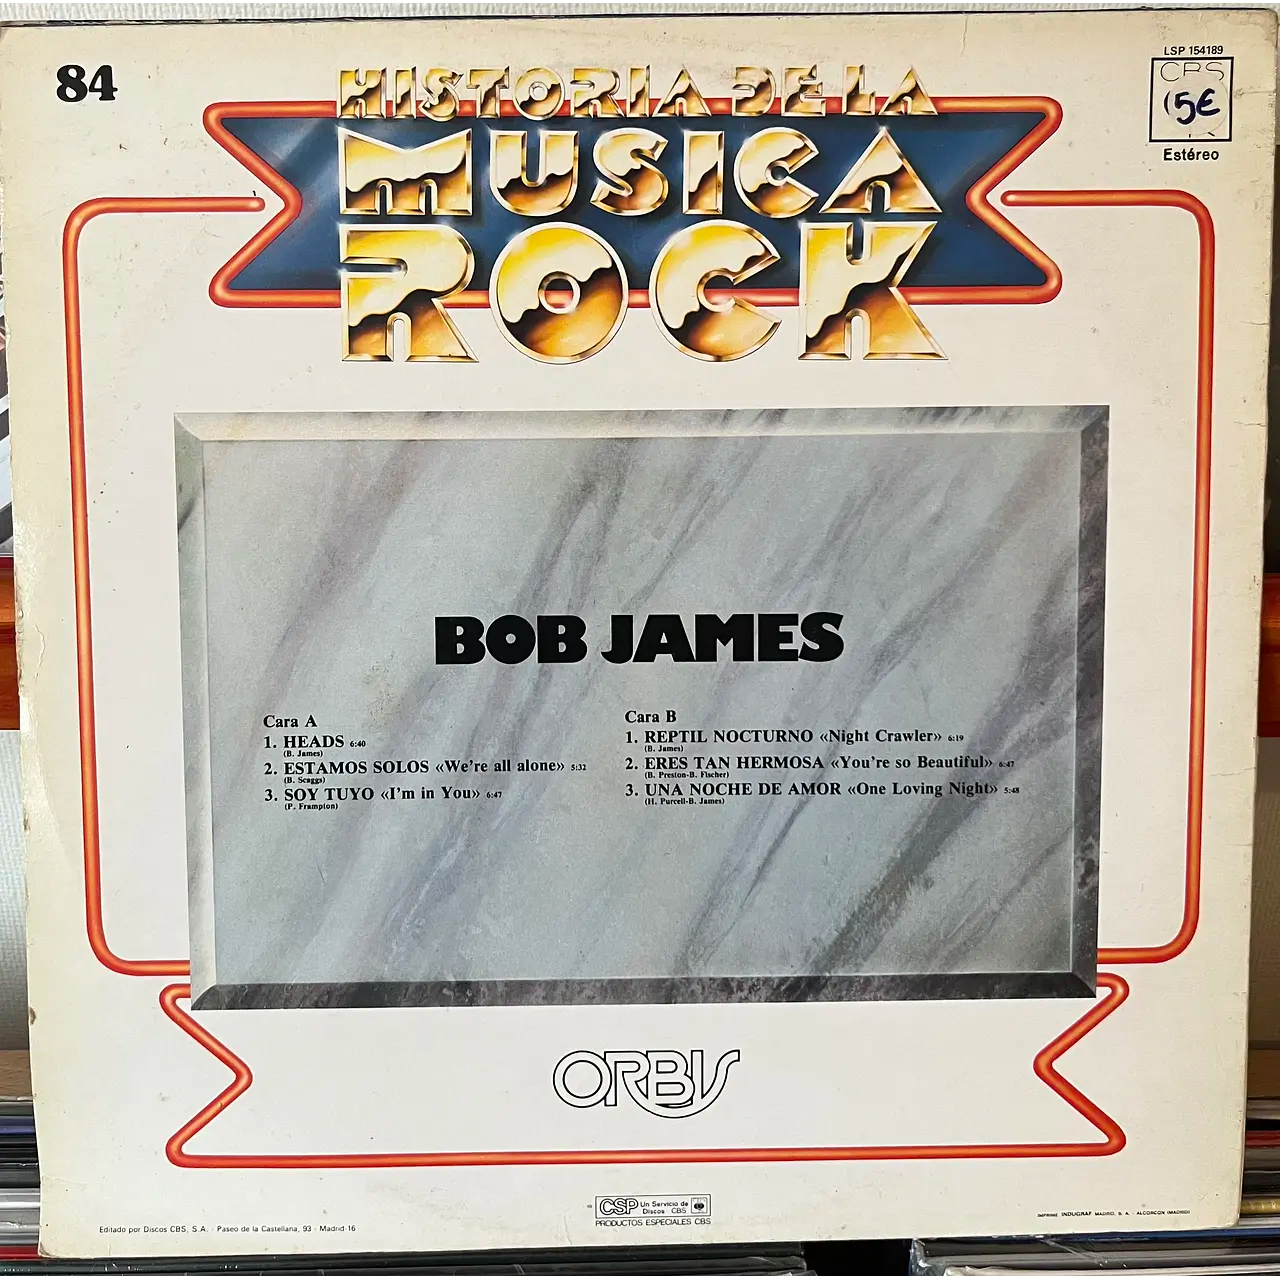 84
LSP 154189
CBS
15€
Estéreo
HISTORIA DE LA
MUSICA
ROCK
BOB JAMES
Cara A
1. HEADS 6:40
(B. James)
2. ESTAMOS SOLOS «We're all alone» 5:32
(B. Scaggs)
3. SOY TUYO «I'm in You» 6:47
(P. Frampton)
Cara B
1. REPTIL NOCTURNO «Night Crawler» 6:19
(B. James)
2. ERES TAN HERMOSA «You're so Beautiful» 6:47
(B. Preston-B. Fischer)
3. UNA NOCHE DE AMOR «One Loving Night» 5:48
(H. Purcell-B. James)
ORBIS
CSP Un Servicio de
Discos CBS
PRODUCTOS ESPECIALES CBS
Editado por Discos CBS, S.A. - Paseo de la Castellana, 93 - Madrid-16
IMPRIME INDUGRAF MADRID, S. A. - ALCORCON (MADRID)